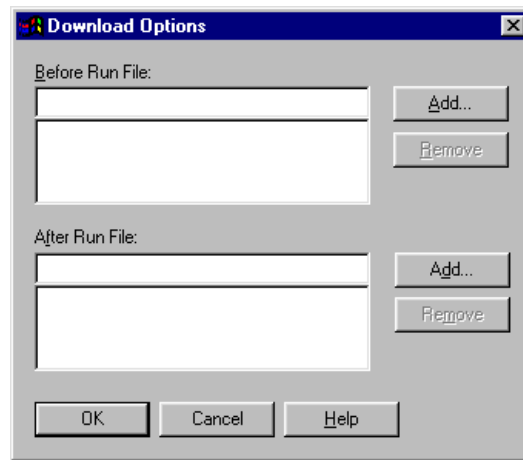 Download Options
Before Run File:
Add...
Remove
After Run File:
Add...
Remove
OK Cancel Help